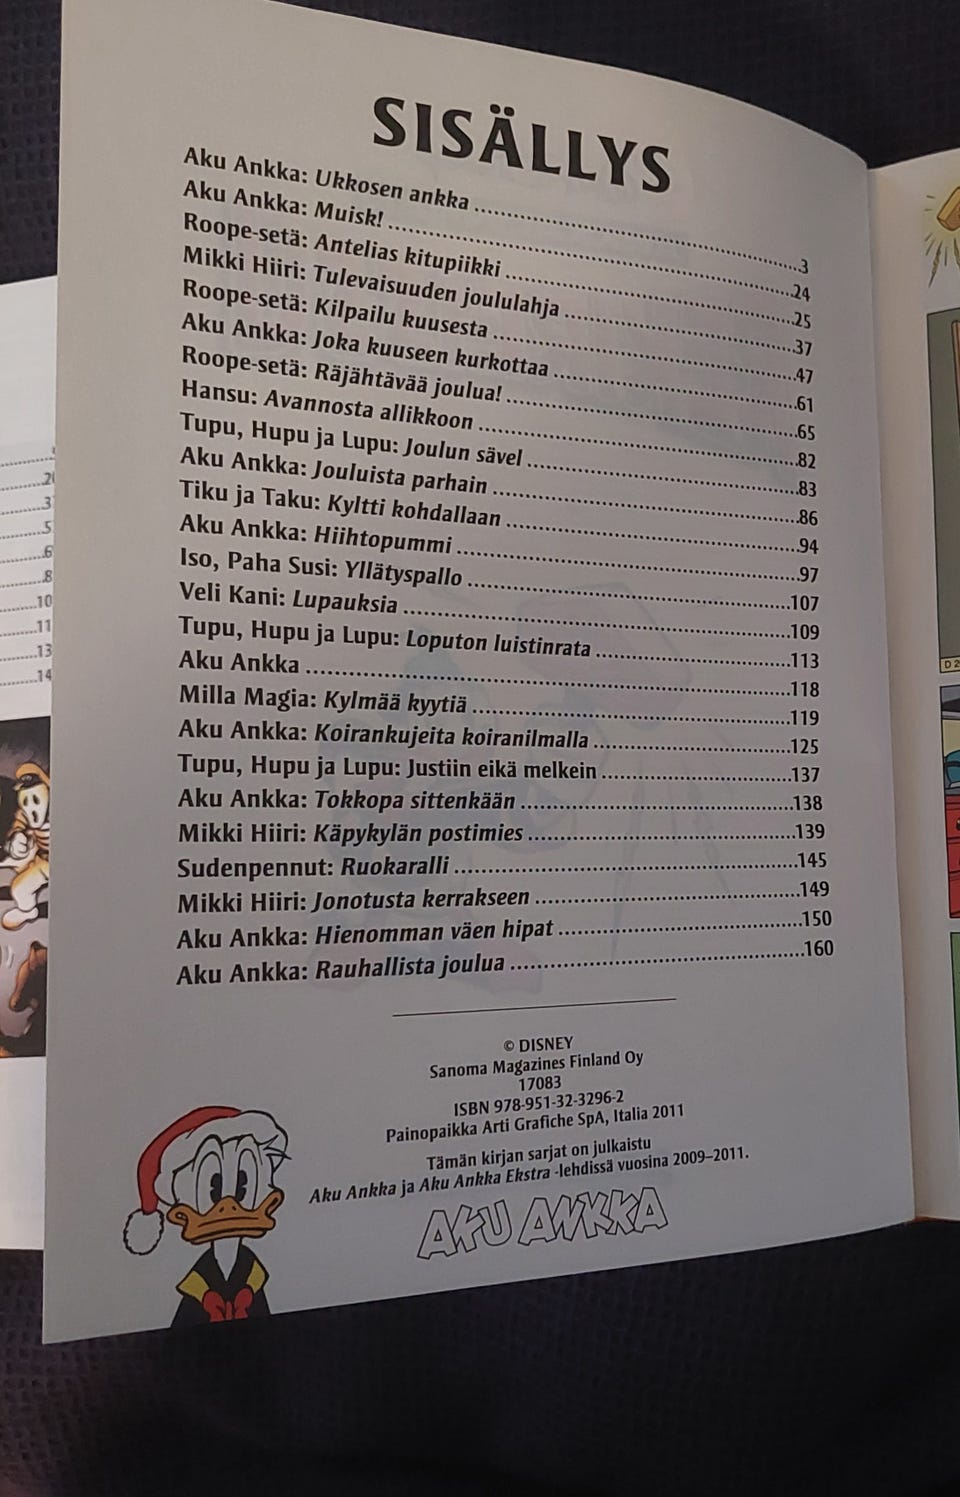 SISÄLLYS
Aku Ankka: Ukkosen ankka ........ 3
Aku Ankka: Muisk! ........ 24
Roope-setä: Antelias kitupiikki ........ 25
Mikki Hiiri: Tulevaisuuden joululahja ........ 37
Roope-setä: Kilpailu kuusesta ........ 47
Aku Ankka: Joka kuuseen kurkottaa ........ 61
Roope-setä: Räjähtävää joulua! ........ 65
Hansu: Avannosta allikkoon ........ 82
Tupu, Hupu ja Lupu: Joulun sävel ........ 83
Aku Ankka: Jouluista parhain ........ 86
Tiku ja Taku: Kyltti kohdallaan ........ 94
Aku Ankka: Hiihtopummi ........ 97
Iso, Paha Susi: Yllätyspallo ........ 107
Veli Kani: Lupauksia ........ 109
Tupu, Hupu ja Lupu: Loputon luistinrata ........ 113
Aku Ankka ........ 118
Milla Magia: Kylmää kyytiä ........ 119
Aku Ankka: Koirankujeita koiranilmalla ........ 125
Tupu, Hupu ja Lupu: Justiin eikä melkein ........ 137
Aku Ankka: Tokkopa sittenkään ........ 138
Mikki Hiiri: Käpykylän postimies ........ 139
Sudenpennut: Ruokaralli ........ 145
Mikki Hiiri: Jonotusta kerrakseen ........ 149
Aku Ankka: Hienomman väen hipat ........ 150
Aku Ankka: Rauhallista joulua ........ 160
© DISNEY
Sanoma Magazines Finland Oy
17083
ISBN 978-951-32-3296-2
Painopaikka Arti Grafiche SpA, Italia 2011
Tämän kirjan sarjat on julkaistu
Aku Ankka ja Aku Ankka Ekstra -lehdissä vuosina 2009–2011.
AKU ANKKA